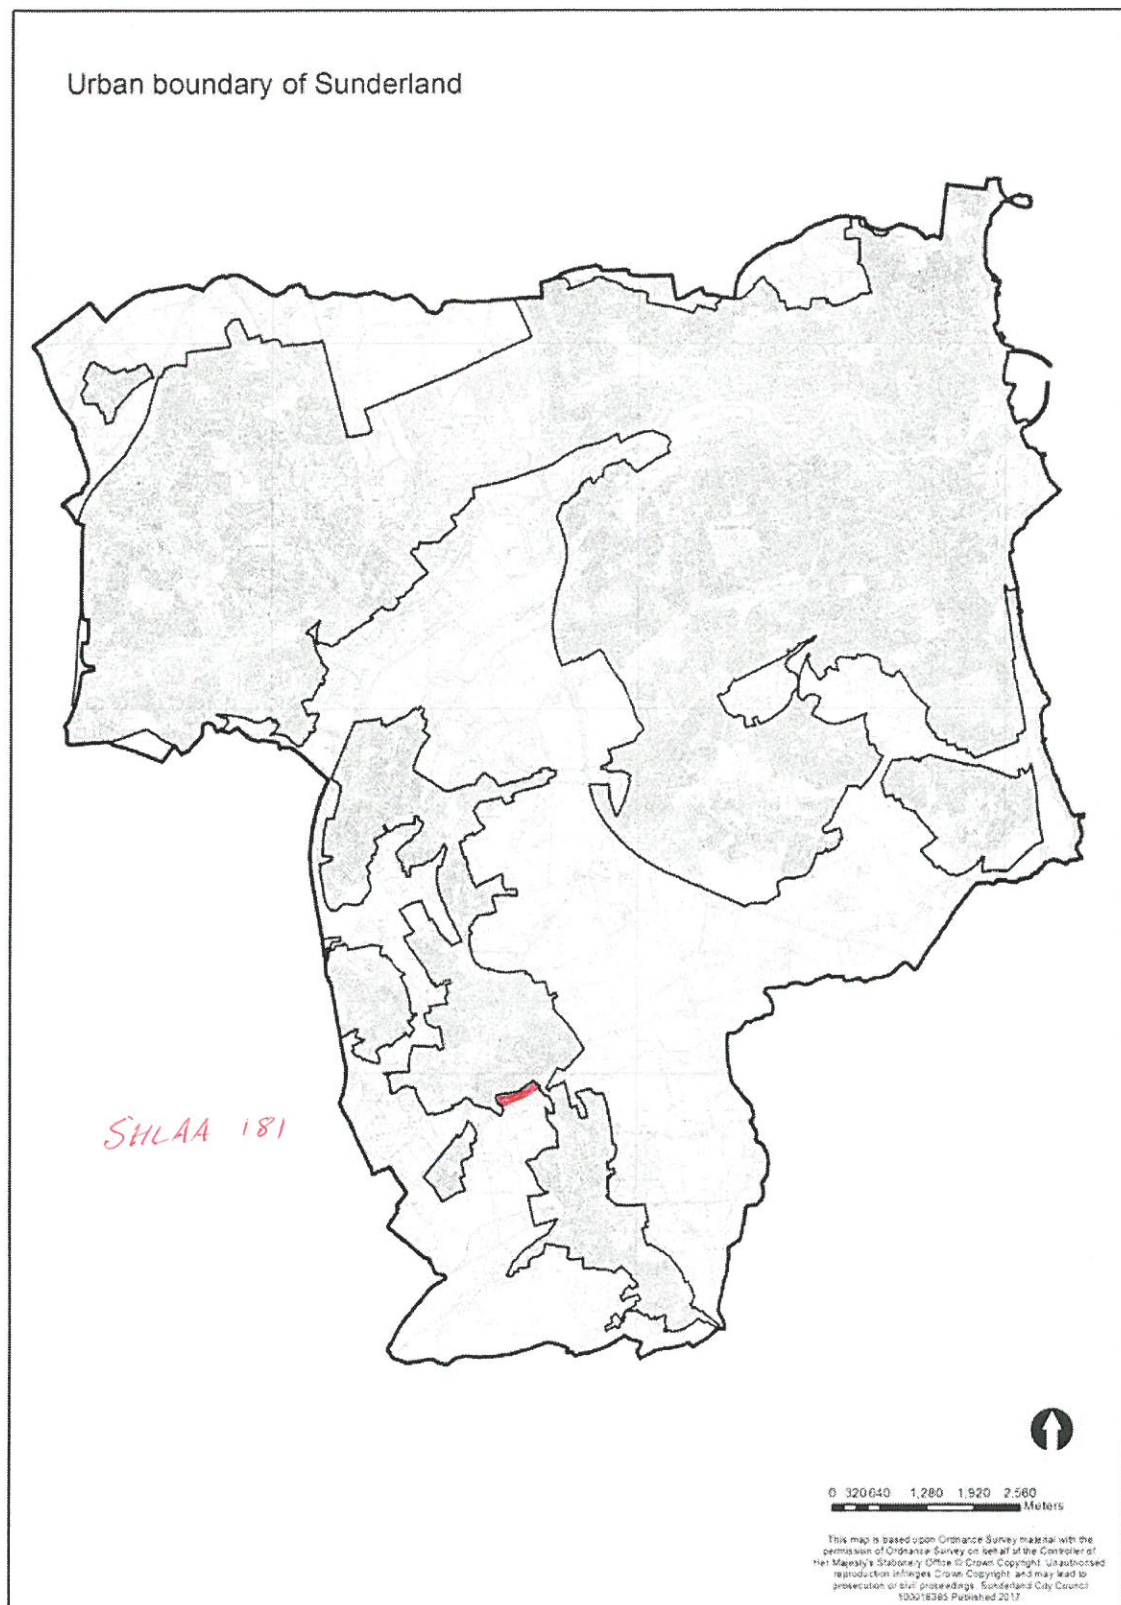 Urban boundary of Sunderland
SHLAA 181
0 320 640 1,280 1,920 2,560
Meters
This map is based upon Ordnance Survey material with the
permission of Ordnance Survey on behalf of the Controller of
Her Majesty's Stationery Office © Crown Copyright. Unauthorised
reproduction infringes Crown Copyright and may lead to
prosecution or civil proceedings. Sunderland City Council
100018385 Published 2017